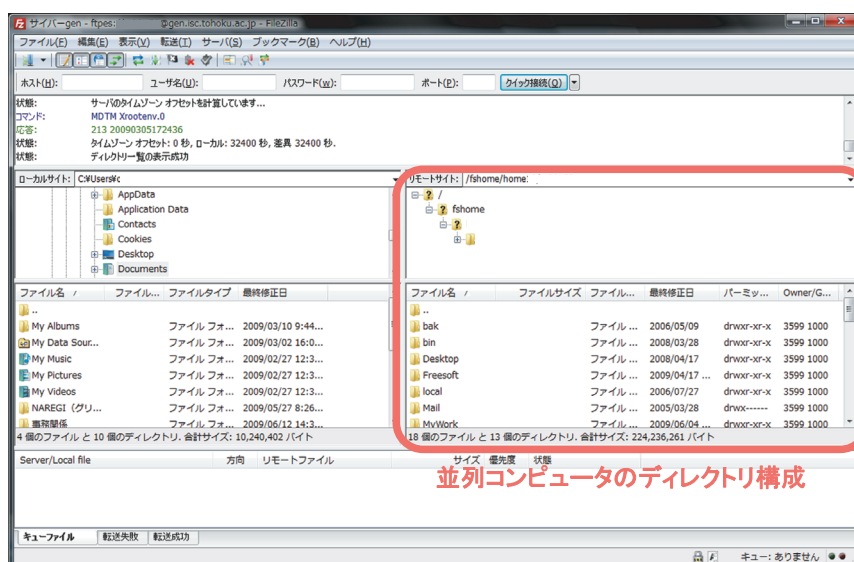 サイバーgen - ftpes: @gen.isc.tohoku.ac.jp - FileZilla
ファイル(F) 編集(E) 表示(V) 転送(T) サーバ(S) ブックマーク(B) ヘルプ(H)
ホスト(H): ユーザ名(U): パスワード(w): ポート(P): クイック接続(Q)
状態: サーバのタイムゾーン オフセットを計算しています...
コマンド: MDTM Xrootenv.0
応答: 213 20090305172436
状態: タイムゾーン オフセット: 0 秒, ローカル: 32400 秒, 差異 32400 秒.
状態: ディレクトリ一覧の表示成功
ローカルサイト: C:¥Users¥c
AppData
Application Data
Contacts
Cookies
Desktop
Documents
リモートサイト: /fshome/home
/
fshome
ファイル名 / ファイル... ファイルタイプ 最終修正日
..
My Albums ファイル フォ... 2009/03/10 9:44...
My Data Sour... ファイル フォ... 2009/03/02 16:0...
My Music ファイル フォ... 2009/02/27 12:3...
My Pictures ファイル フォ... 2009/02/27 12:3...
My Videos ファイル フォ... 2009/02/27 12:3...
NAREGI（グリ... ファイル フォ... 2009/05/27 8:26...
事務関係 ファイル フォ... 2009/06/12 14:3...
4 個のファイル と 10 個のディレクトリ. 合計サイズ: 10,240,402 バイト
ファイル名 / ファイルサイズ ファイル... 最終修正日 パーミッ... Owner/G...
..
bak ファイル ... 2006/05/09 drwxr-xr-x 3599 1000
bin ファイル ... 2008/03/28 drwxr-xr-x 3599 1000
Desktop ファイル ... 2008/04/17 drwxr-xr-x 3599 1000
Freesoft ファイル ... 2009/04/17 ... drwxr-xr-x 3599 1000
local ファイル ... 2006/07/27 drwxr-xr-x 3599 1000
Mail ファイル ... 2005/03/28 drwx------ 3599 1000
MyWork ファイル ... 2009/06/04 ... drwxr-xr-x 3599 1000
18 個のファイル と 13 個のディレクトリ. 合計サイズ: 224,236,261 バイト
Server/Local file 方向 リモートファイル サイズ 優先度 状態
並列コンピュータのディレクトリ構成
キューファイル 転送失敗 転送成功
キュー: ありません